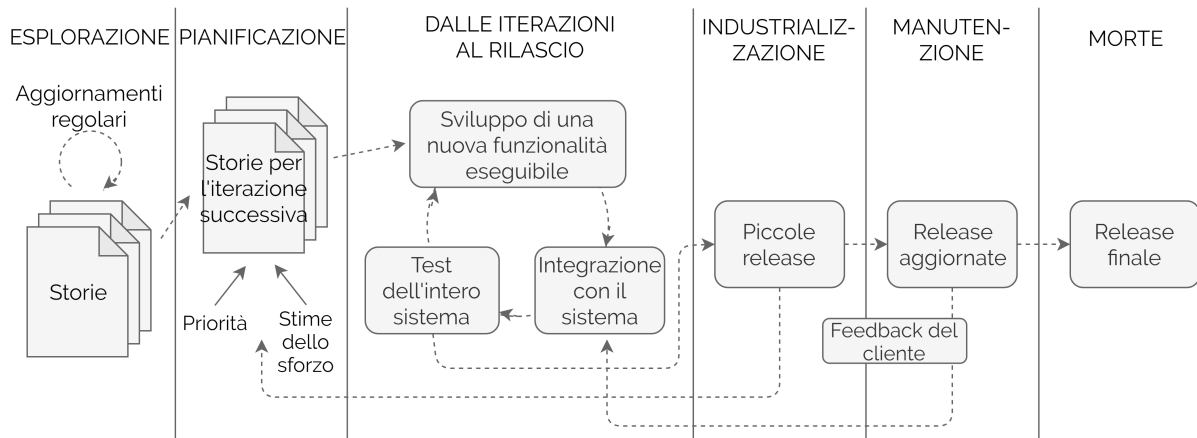 ESPLORAZIONE
PIANIFICAZIONE
DALLE ITERAZIONI
AL RILASCIO
INDUSTRIALIZ-
ZAZIONE
MANUTEN-
ZIONE
MORTE
Aggiornamenti
regolari
Storie
Storie per
l'iterazione
successiva
Priorità
Stime
dello
sforzo
Sviluppo di una
nuova funzionalità
eseguibile
Test
dell'intero
sistema
Integrazione
con il
sistema
Piccole
release
Release
aggiornate
Feedback del
cliente
Release
finale